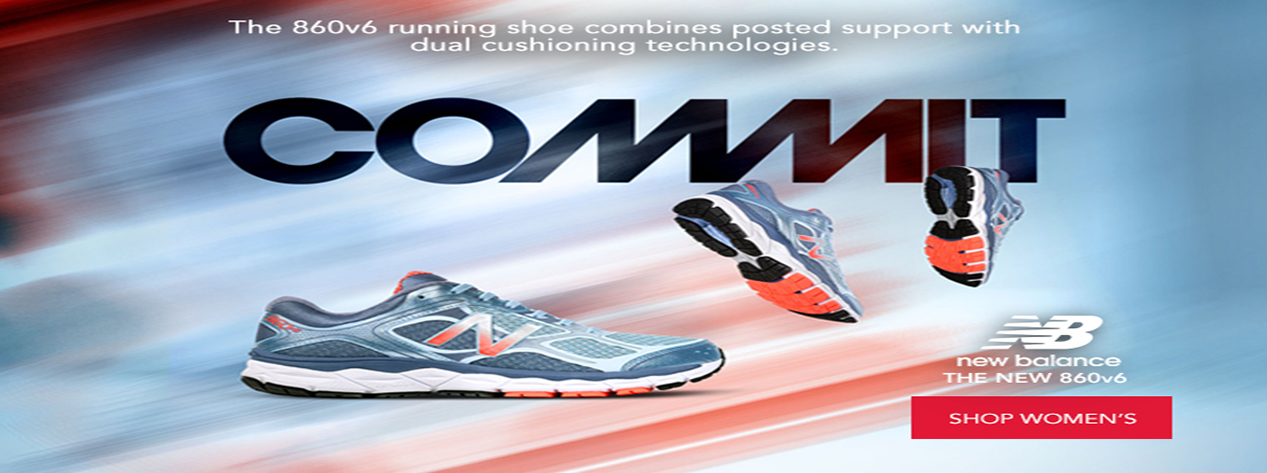 The 860v6 running shoe combines posted support with
dual cushioning technologies.
COMMIT
N
NB
new balance
THE NEW 860v6
SHOP WOMEN'S